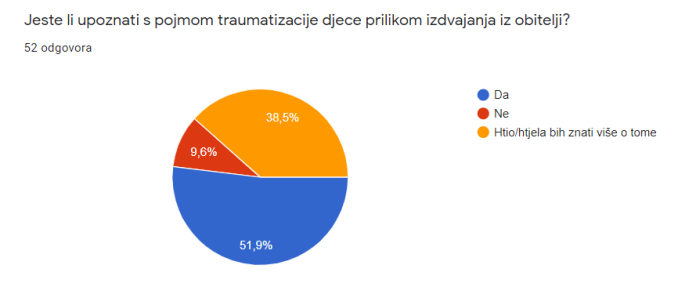 Jeste li upoznati s pojmom traumatizacije djece prilikom izdvajanja iz obitelji?
52 odgovora
Da
Ne
Htio/htjela bih znati više o tome
38,5%
9,6%
51,9%